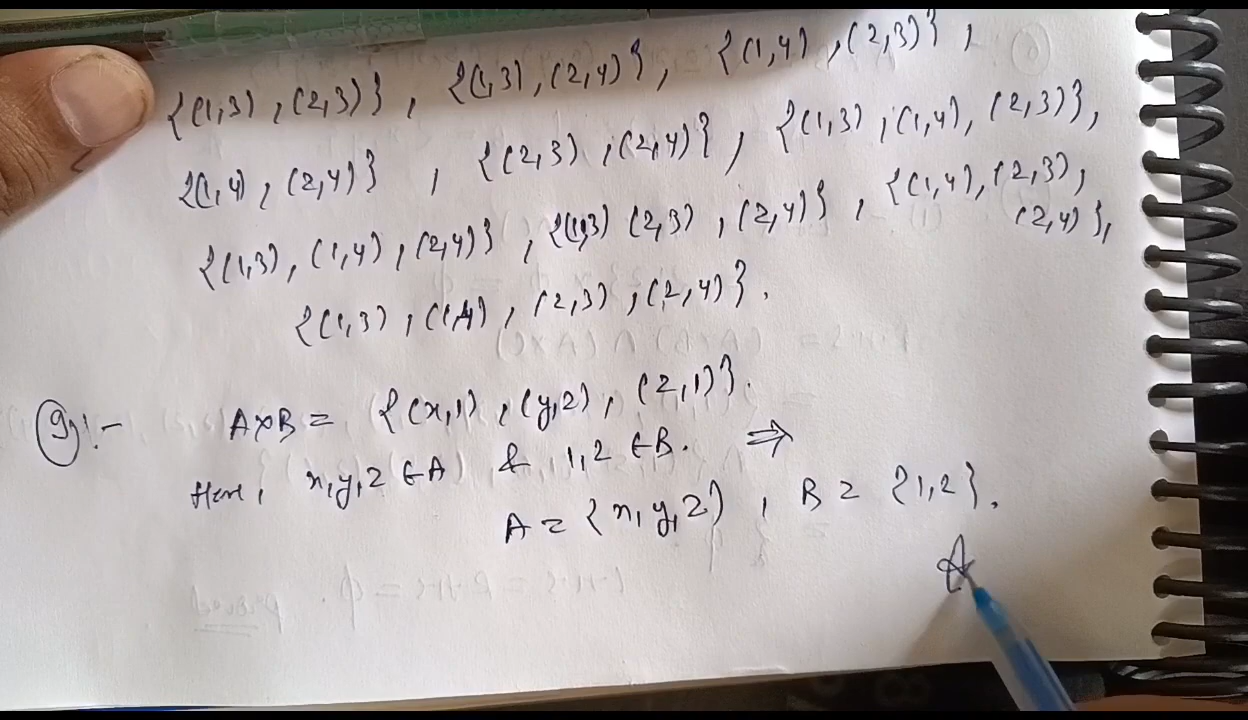 {(1,3), (2,3)}, {(1,3), (2,4)}, {(1,4), (2,3)},
{(1,4), (2,4)}, {(2,3), (2,4)}, {(1,3), (1,4), (2,3)},
{(1,3), (1,4), (2,4)}, {(1,3) (2,3), (2,4)}, {(1,4), (2,3),
(2,4)},
{(1,3), (1,4), (2,3), (2,4)}.
9):- A×B = {(x,1), (y,2), (z,1)}.
Here, x,y,z ∈ A & 1,2 ∈ B. ⇒
A = {x, y, z}, B = {1,2}.